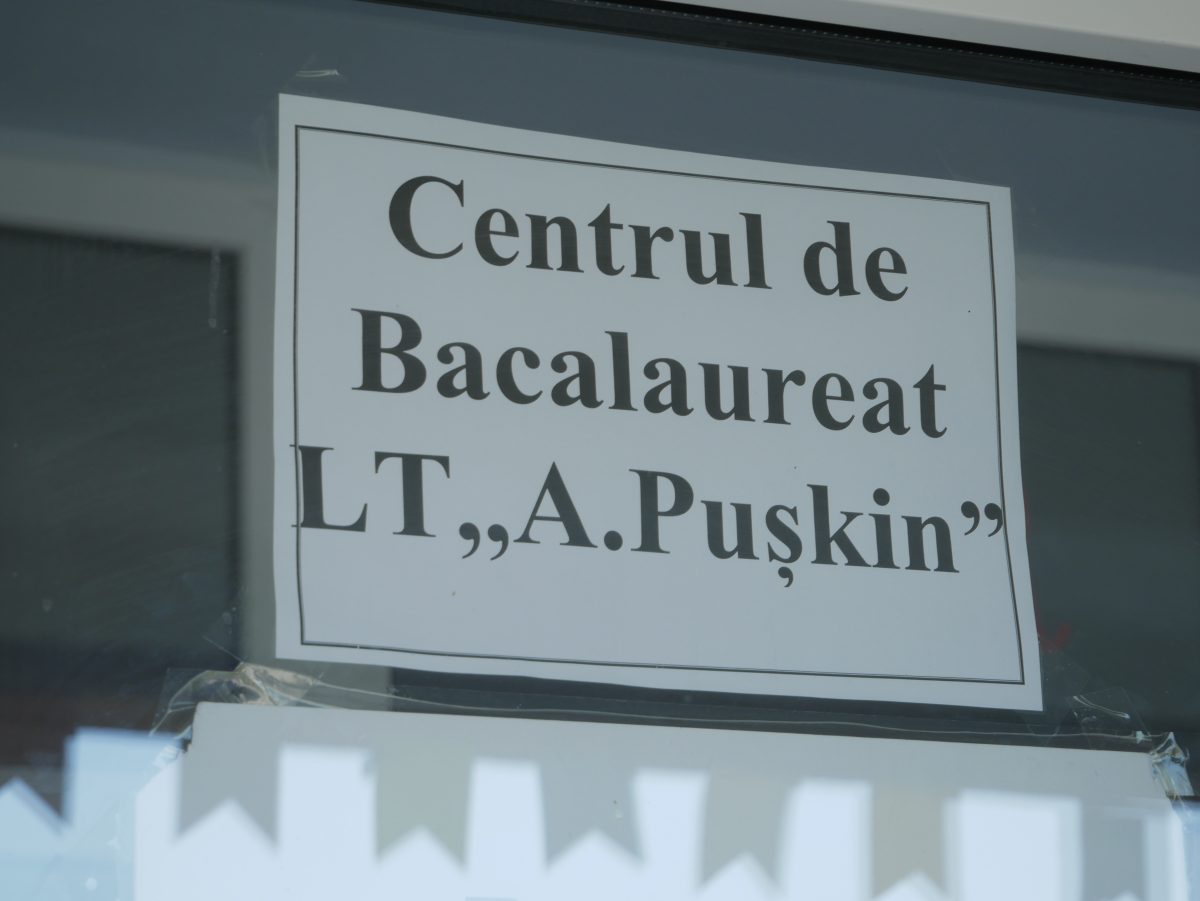 Centrul de
Bacalaureat
LT„A.Pușkin”